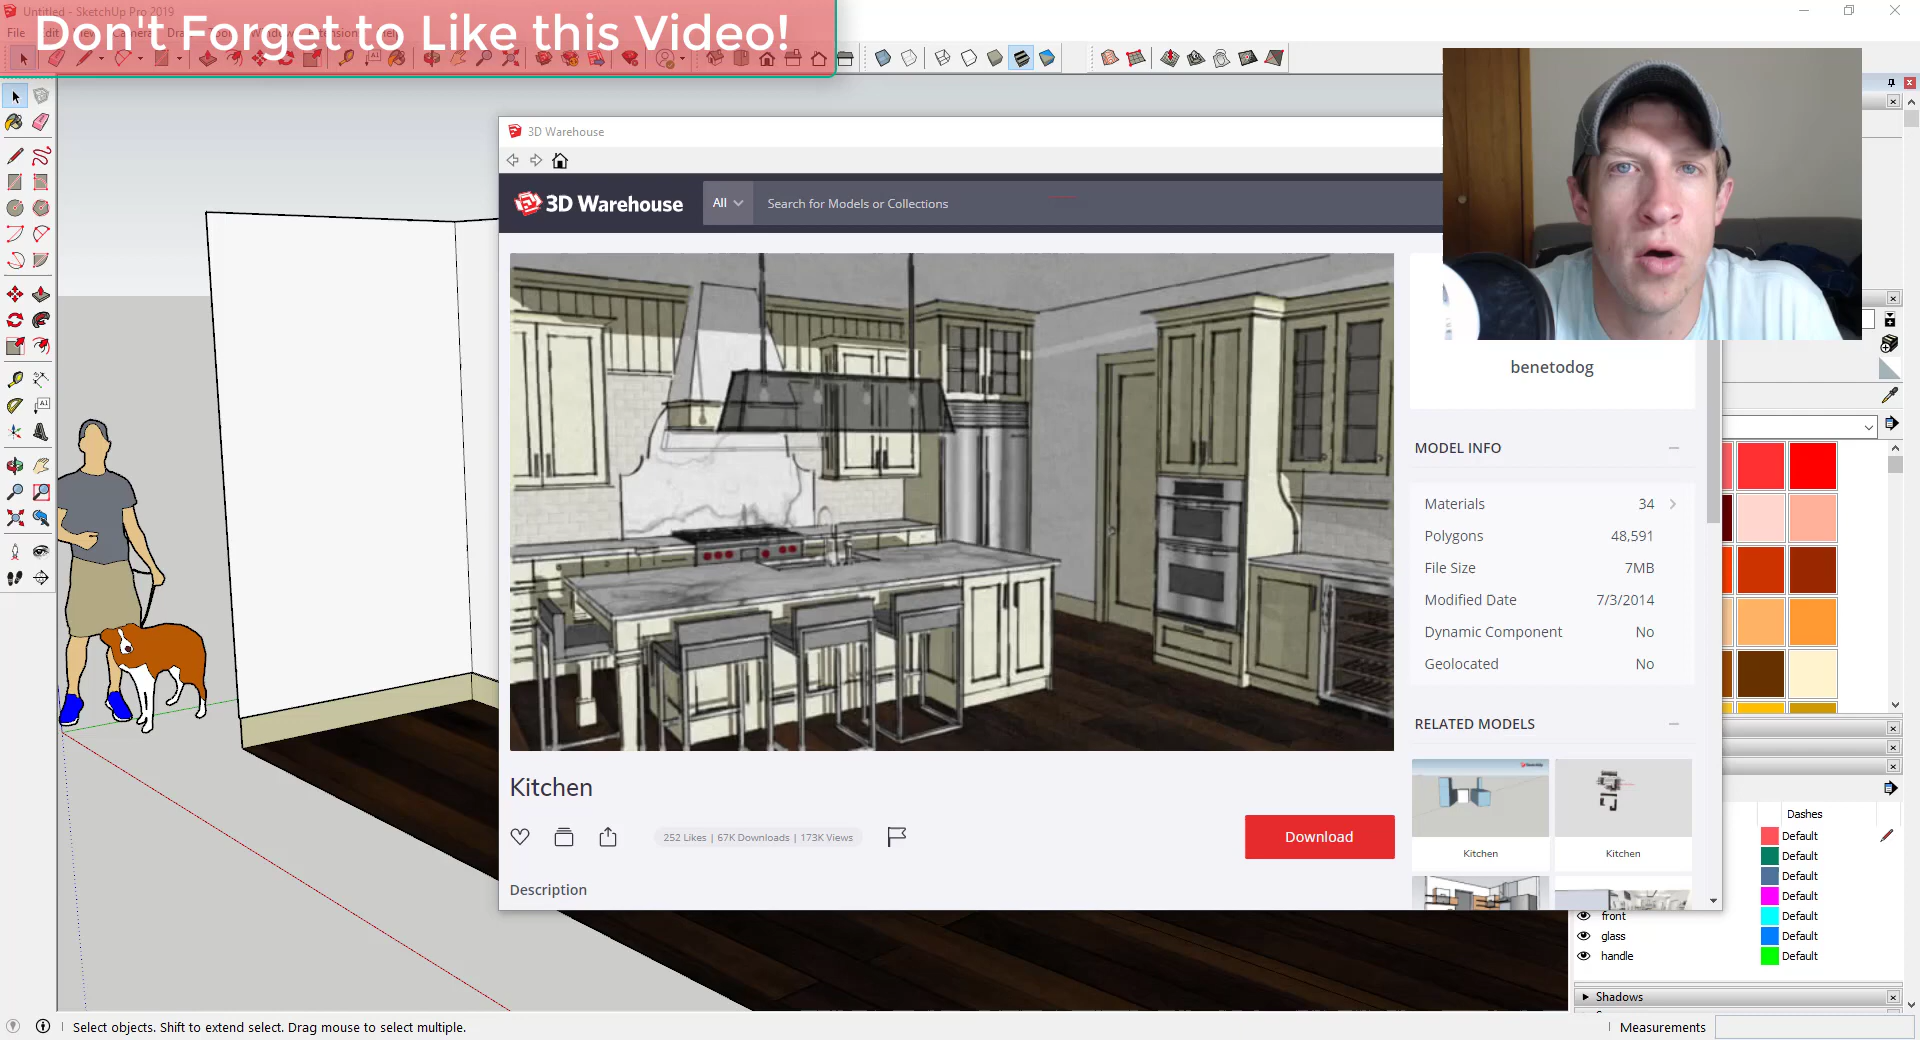 Untitled - SketchUp Pro 2019
Don't Forget to Like this Video!
File
3D Warehouse
3D Warehouse
All
Search for Models or Collections
benetodog
MODEL INFO
Materials 34
Polygons 48,591
File Size 7MB
Modified Date 7/3/2014
Dynamic Component No
Geolocated No
RELATED MODELS
Kitchen
Kitchen
Kitchen
252 Likes | 67K Downloads | 173K Views
Download
Description
Dashes
Default
Default
Default
Default
front Default
glass Default
handle Default
Shadows
Select objects. Shift to extend select. Drag mouse to select multiple.
Measurements